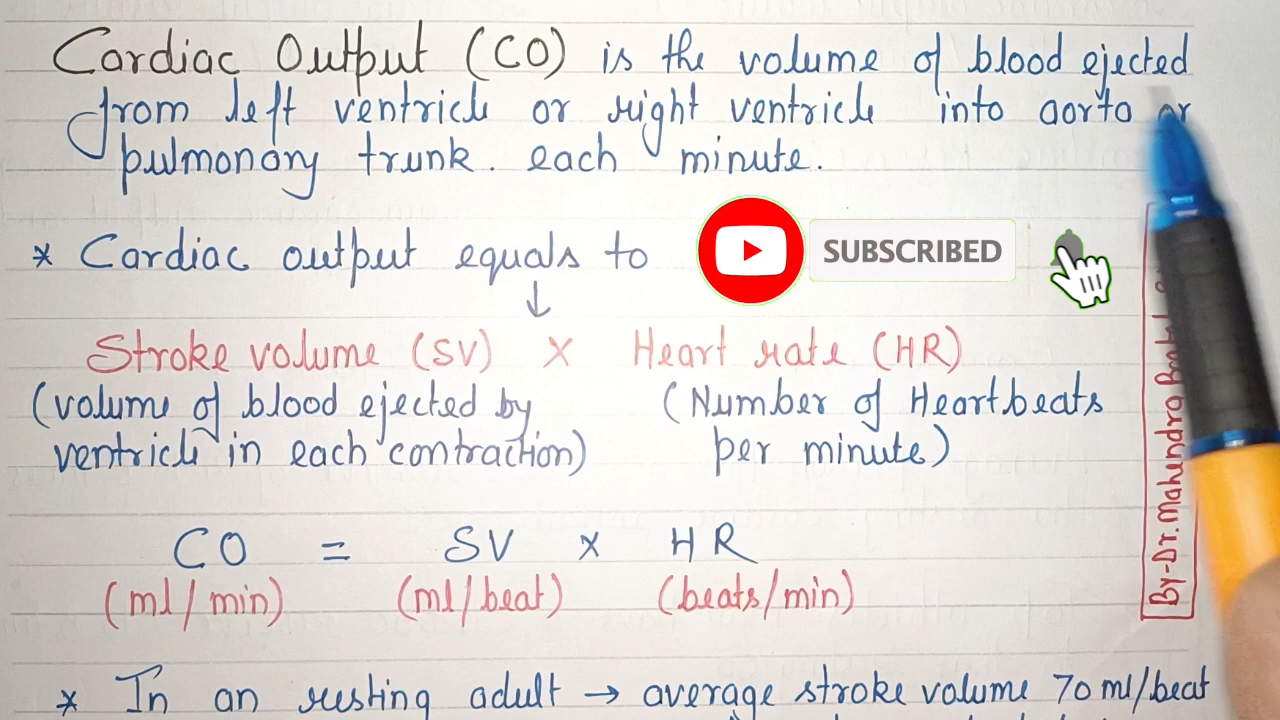 Cardiac Output (CO) is the volume of blood ejected
from left ventricle or right ventricle into aorta or
pulmonary trunk. each minute.
* Cardiac output equals to
SUBSCRIBED
↓
Stroke volume (SV) × Heart rate (HR)
(volume of blood ejected by (Number of Heartbeats
ventricle in each contraction) per minute)
CO = SV × HR
(ml/min) (ml/beat) (beats/min)
* In an resting adult → average stroke volume 70 ml/beat
By-Dr. Mahendra